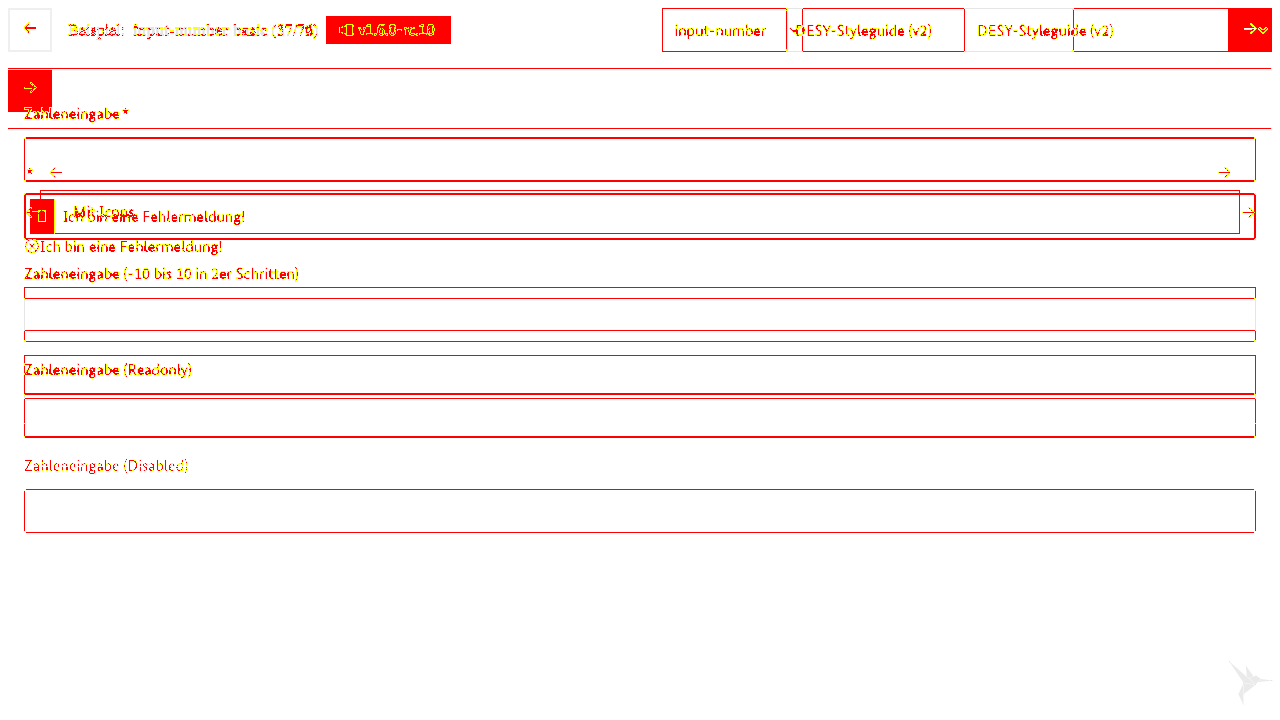 Beispiel: input-number basic
v1.6.0-rc.10
input-number
DESY-Styleguide (v2)
DESY-Styleguide (v2)
Zahleneingabe *
*
Mit Icons
Ich bin eine Fehlermeldung!
Ich bin eine Fehlermeldung!
Zahleneingabe (-10 bis 10 in 2er Schritten)
Zahleneingabe (Readonly)
Zahleneingabe (Disabled)